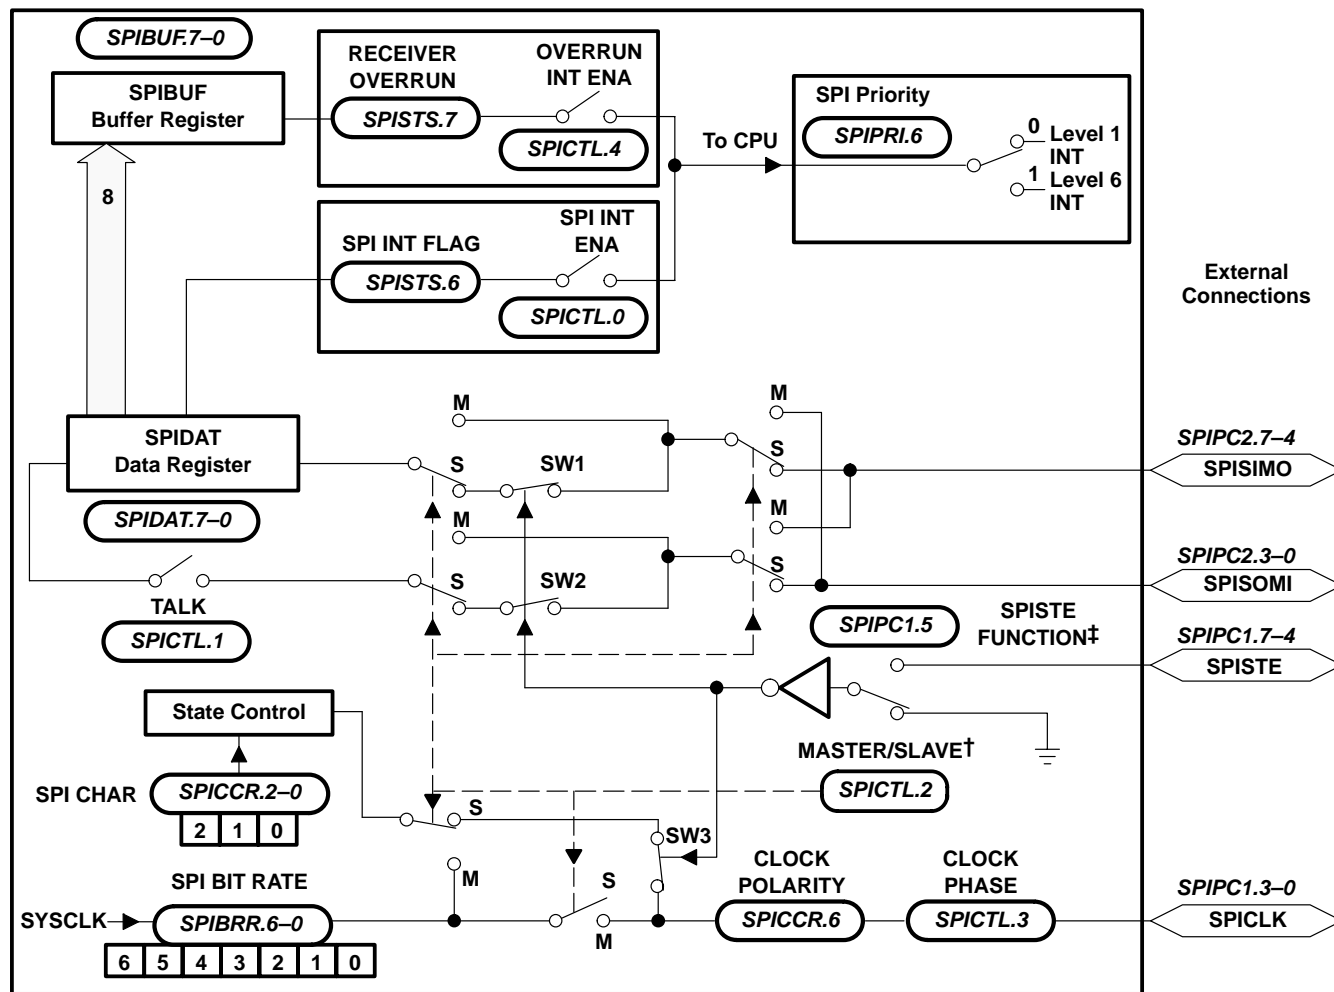 SPIBUF.7–0
SPIBUF
Buffer Register
8
RECEIVER
OVERRUN
SPISTS.7
OVERRUN
INT ENA
SPICTL.4
To CPU
SPI Priority
SPIPRI.6
0
Level 1
INT
1
Level 6
INT
SPI INT FLAG
SPISTS.6
SPI INT
ENA
SPICTL.0
External
Connections
SPIDAT
Data Register
SPIDAT.7–0
M
S
SW1
M
S
SW2
M
S
M
S
SPIPC2.7–4
SPISIMO
SPIPC2.3–0
SPISOMI
TALK
SPICTL.1
SPIPC1.5
SPISTE
FUNCTION‡
SPIPC1.7–4
SPISTE
State Control
MASTER/SLAVE†
SPICTL.2
SPI CHAR
SPICCR.2–0
2 1 0
S
M
SW3
SPI BIT RATE
SYSCLK
SPIBRR.6–0
6 5 4 3 2 1 0
S
M
CLOCK
POLARITY
SPICCR.6
CLOCK
PHASE
SPICTL.3
SPIPC1.3–0
SPICLK